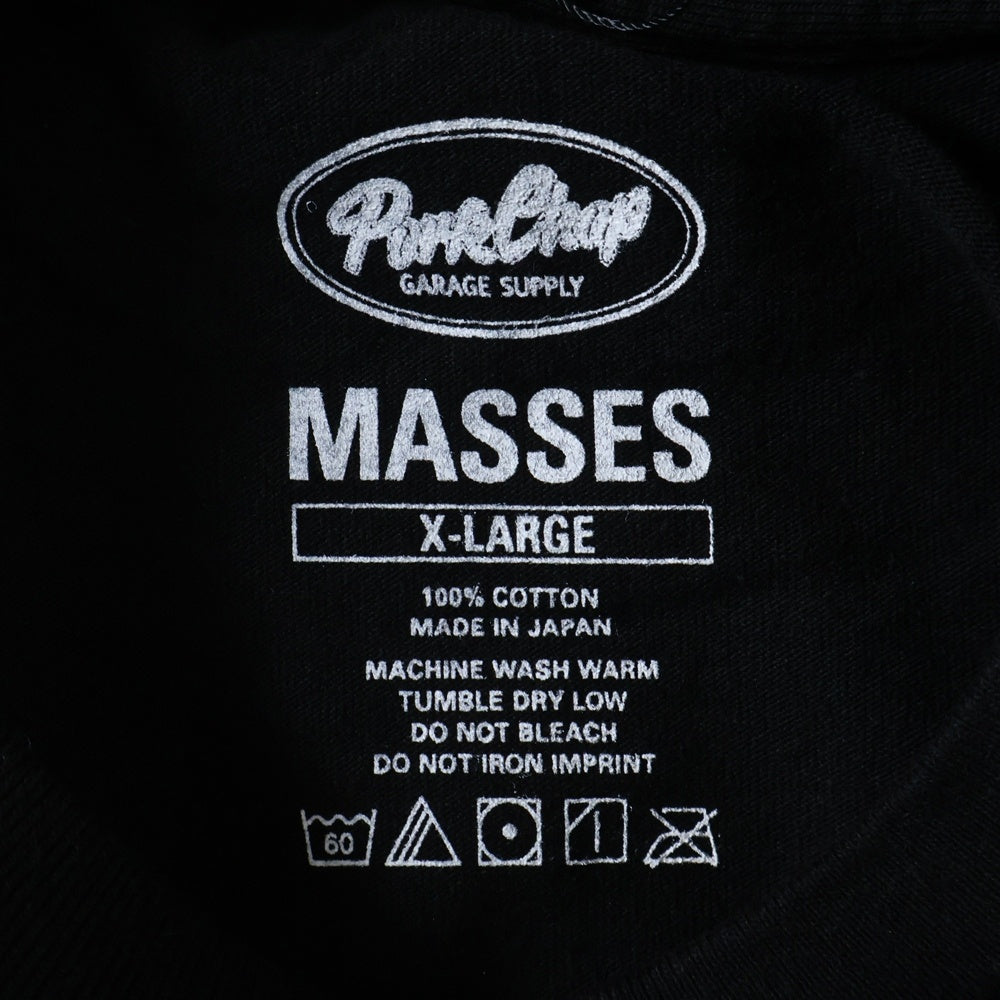 PorkChop
GARAGE SUPPLY
MASSES
X-LARGE
100% COTTON
MADE IN JAPAN
MACHINE WASH WARM
TUMBLE DRY LOW
DO NOT BLEACH
DO NOT IRON IMPRINT
60